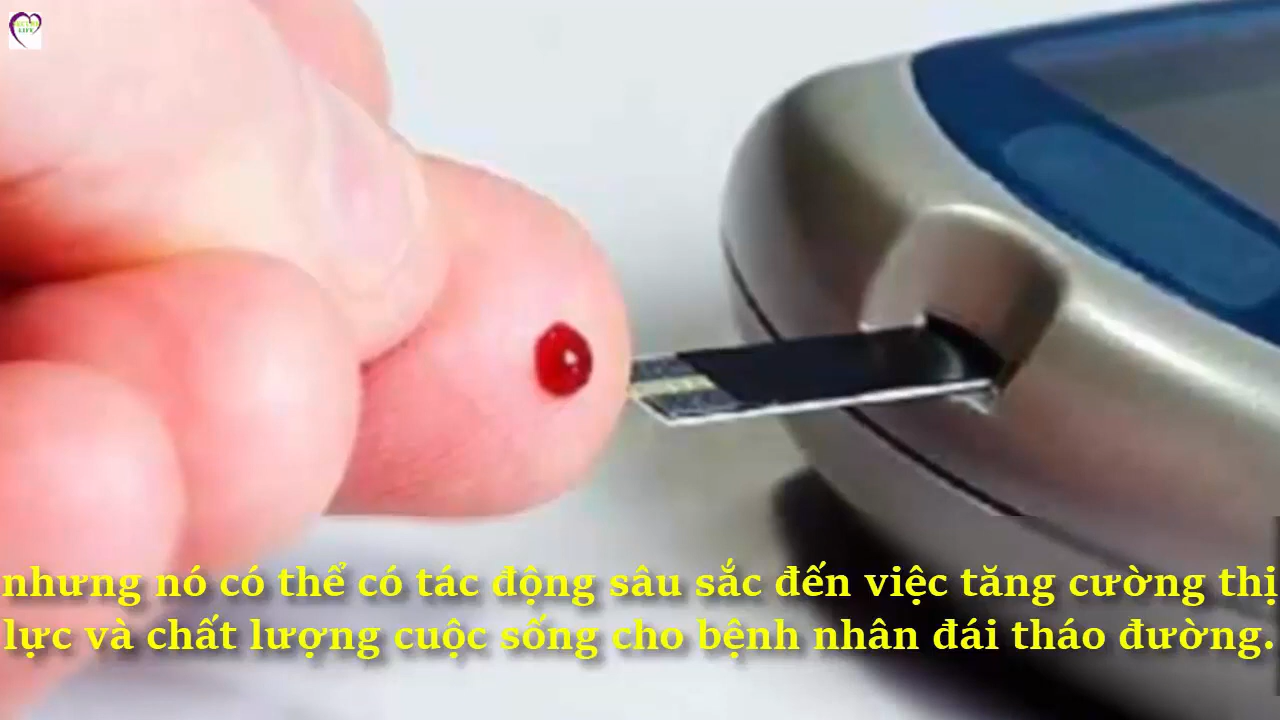 LIFE
nhưng nó có thể có tác động sâu sắc đến việc tăng cường thị
lực và chất lượng cuộc sống cho bệnh nhân đái tháo đường.